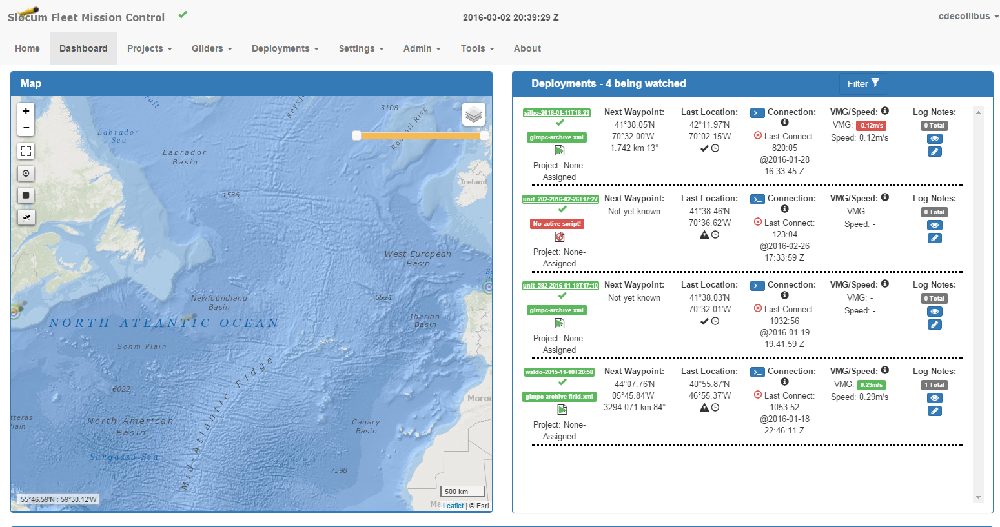 Slocum Fleet Mission Control
2016-03-02 20:39:29 Z
cdecollibus
Home
Dashboard
Projects
Gliders
Deployments
Settings
Admin
Tools
About
Map
+
-
Labrador
Sea
Labrador
Basin
3108
Ireland
1536
West European
Basin
Newfoundland
Basin
6521
NORTH ATLANTIC OCEAN
Iberian
Basin
Sohm Plain
Mid-Atlantic Ridge
6022
Moroc
North American
Basin
Canary
Basin
Sargasso Sea
7598
500 km
55°46.59'N : 59°30.12'W
Leaflet | © Esri
Deployments - 4 being watched
Filter
silbo-2016-01-11T16:23
glmpc-archive.xml
Project: None-
Assigned
Next Waypoint:
41°38.05'N
70°32.00'W
1.742 km 13°
Last Location:
42°11.97'N
70°02.15'W
>_ Connection:
Last Connect:
820:05
@2016-01-28
16:33:45 Z
VMG/Speed:
VMG: -0.12m/s
Speed: 0.12m/s
Log Notes:
0 Total
unit_202-2016-02-26T17:27
No active script!
Project: None-
Assigned
Next Waypoint:
Not yet known
Last Location:
41°38.46'N
70°36.62'W
>_ Connection:
Last Connect:
123:04
@2016-02-26
17:33:59 Z
VMG/Speed:
VMG: -
Speed: -
Log Notes:
0 Total
unit_592-2016-01-19T17:10
glmpc-archive.xml
Project: None-
Assigned
Next Waypoint:
Not yet known
Last Location:
41°38.03'N
70°32.01'W
>_ Connection:
Last Connect:
1032:56
@2016-01-19
19:41:59 Z
VMG/Speed:
VMG: -
Speed: -
Log Notes:
0 Total
waldo-2015-11-10T20:58
glmpc-archive-firid.xml
Project: None-
Assigned
Next Waypoint:
44°07.76'N
05°45.84'W
3294.071 km 84°
Last Location:
40°55.87'N
46°55.37'W
>_ Connection:
Last Connect:
1053:52
@2016-01-18
22:46:11 Z
VMG/Speed:
VMG: 0.29m/s
Speed: 0.29m/s
Log Notes:
1 Total